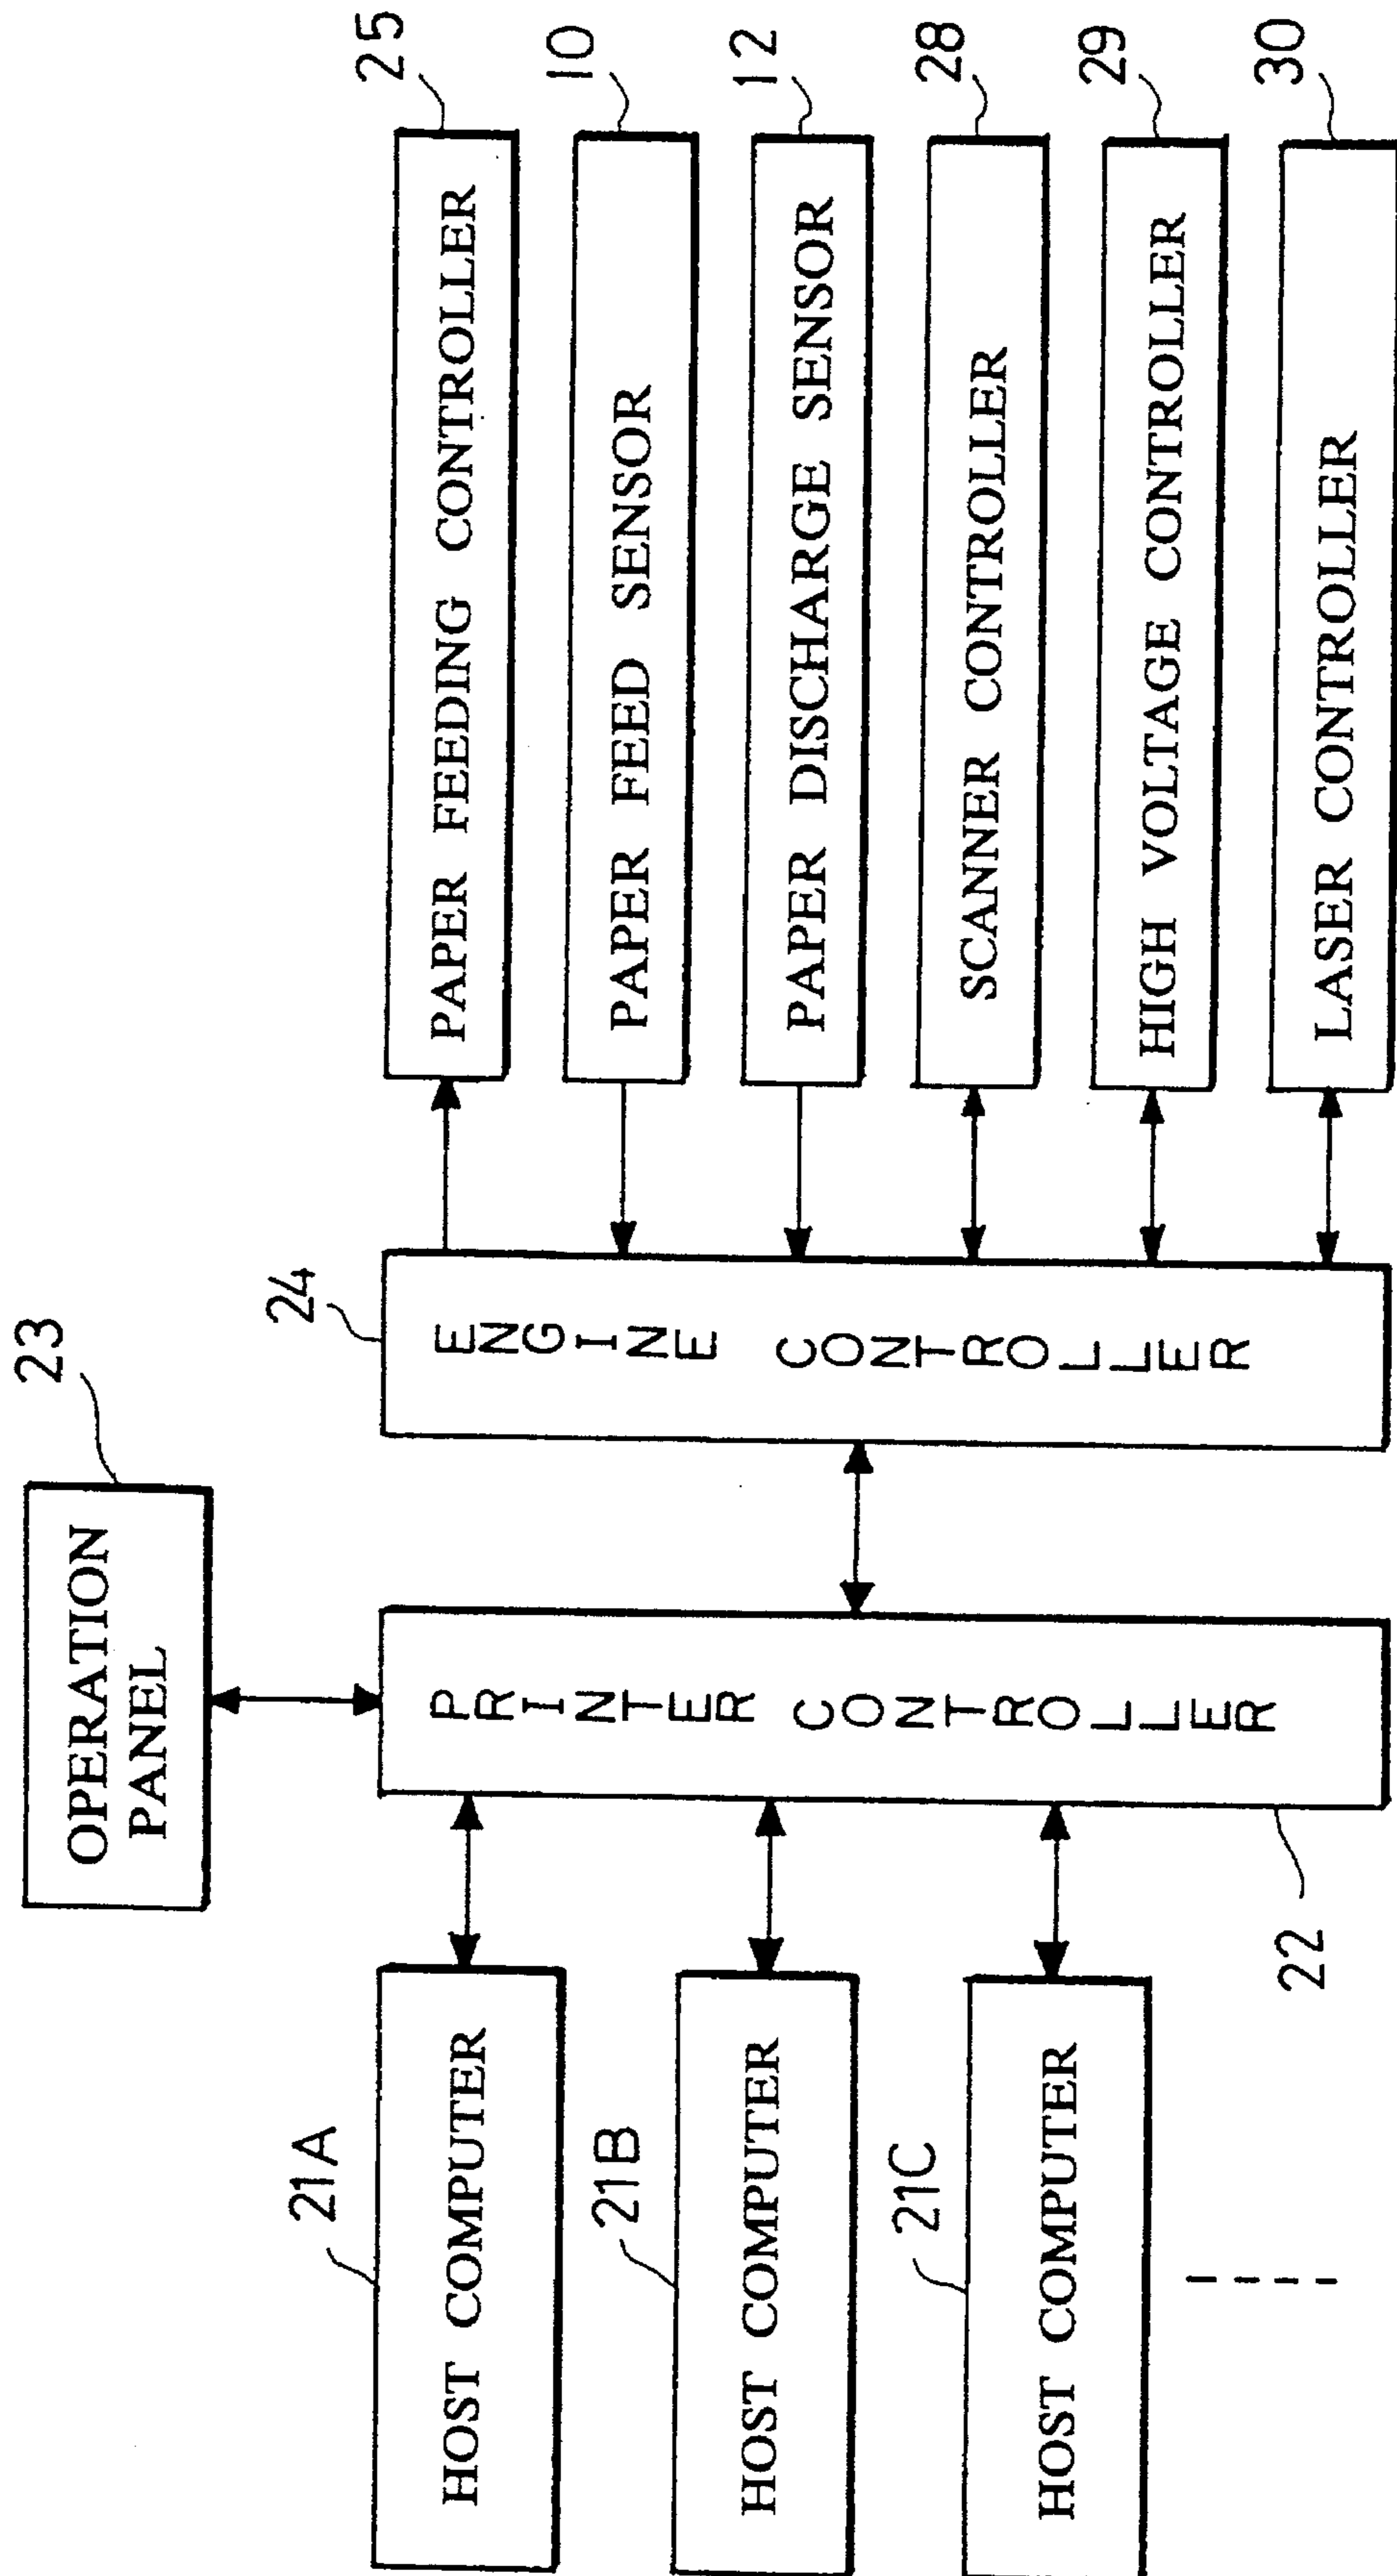 23
OPERATION
PANEL
21A
HOST COMPUTER
21B
HOST COMPUTER
21C
HOST COMPUTER
PRINTER CONTROLLER
22
24
ENGINE CONTROLLER
PAPER FEEDING CONTROLLER
25
PAPER FEED SENSOR
10
PAPER DISCHARGE SENSOR
12
SCANNER CONTROLLER
28
HIGH VOLTAGE CONTROLLER
29
LASER CONTROLLER
30